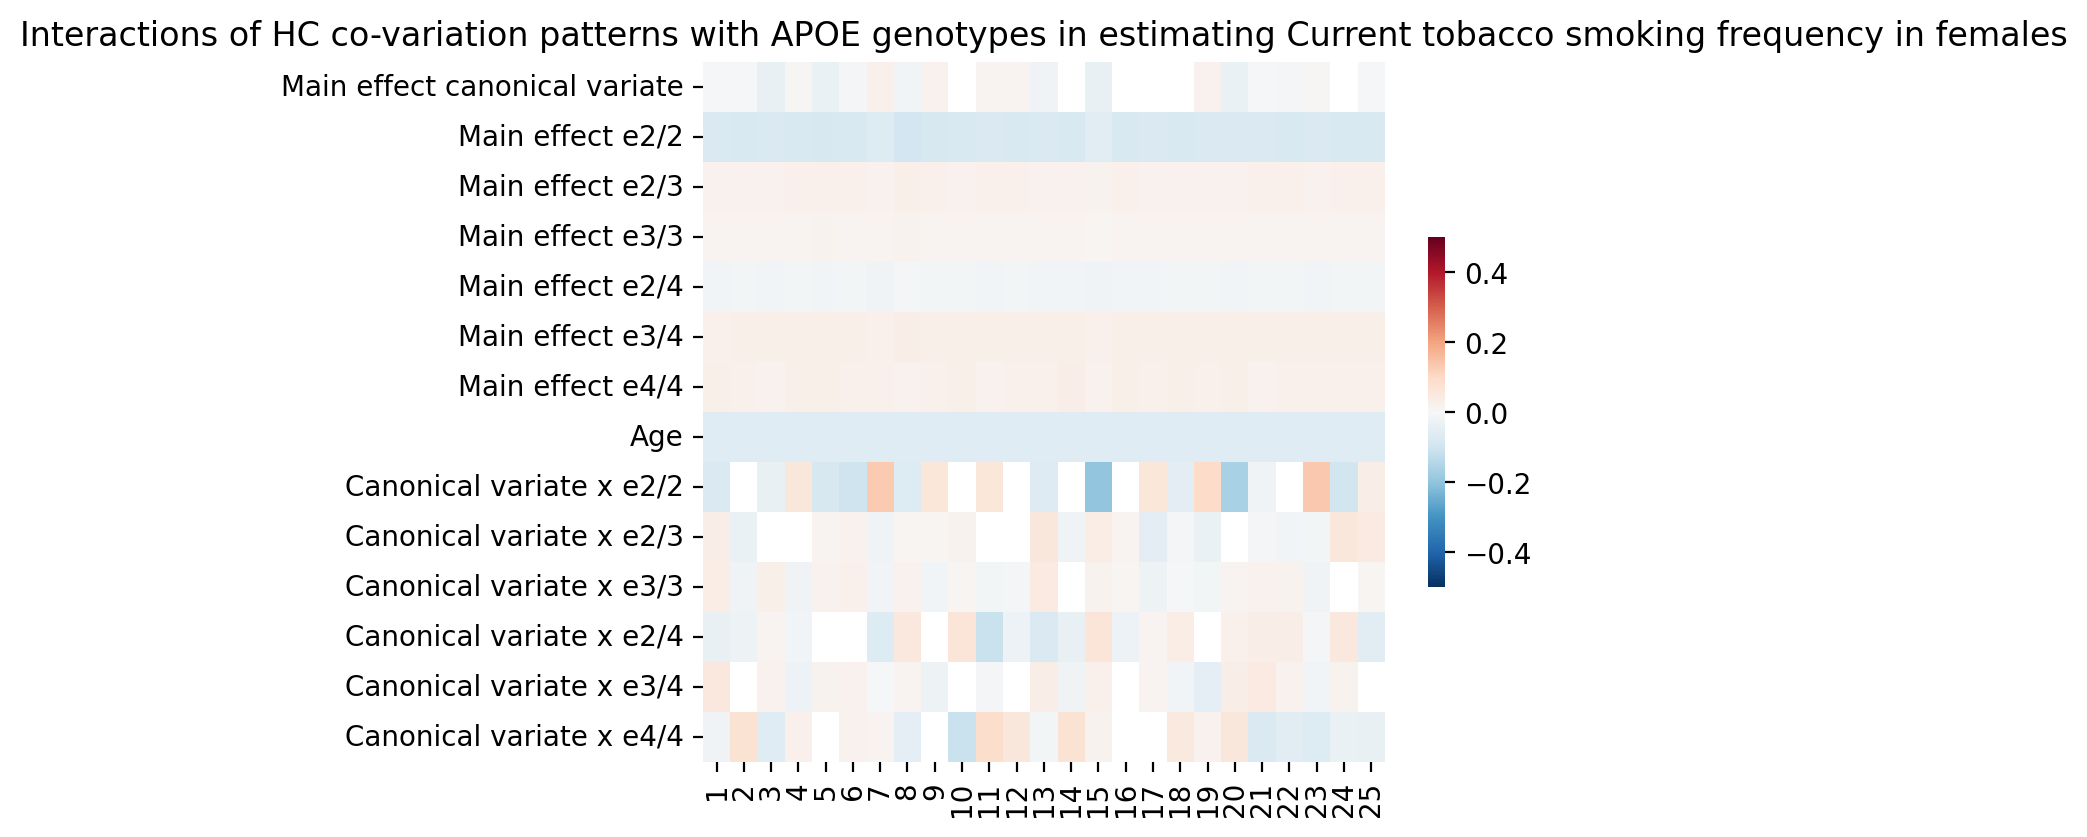 Interactions of HC co-variation patterns with APOE genotypes in estimating Current tobacco smoking frequency in females
Main effect canonical variate
Main effect e2/2
Main effect e2/3
Main effect e3/3
Main effect e2/4
Main effect e3/4
Main effect e4/4
Age
Canonical variate x e2/2
Canonical variate x e2/3
Canonical variate x e3/3
Canonical variate x e2/4
Canonical variate x e3/4
Canonical variate x e4/4
1 2 3 4 5 6 7 8 9 10 11 12 13 14 15 16 17 18 19 20 21 22 23 24 25
0.4
0.2
0.0
−0.2
−0.4